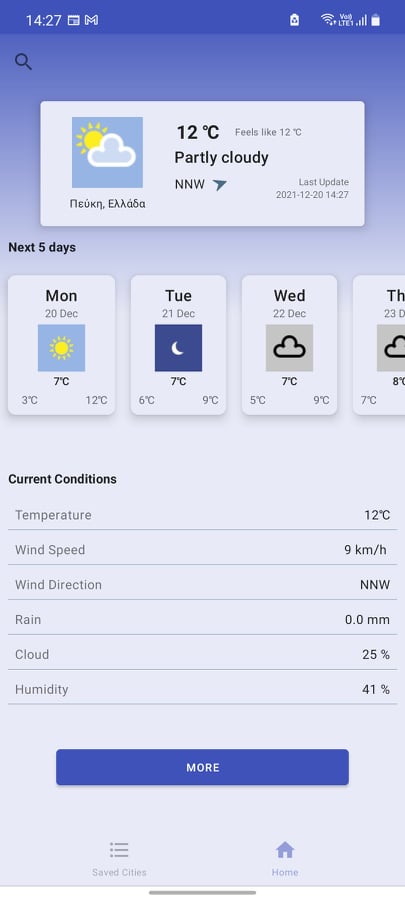 14:27
Vo)) LTE1
12 °C Feels like 12 °C
Partly cloudy
NNW
Last Update
2021-12-20 14:27
Πεύκη, Ελλάδα
Next 5 days
Mon
20 Dec
7°C
3°C 12°C
Tue
21 Dec
7°C
6°C 9°C
Wed
22 Dec
7°C
5°C 9°C
Th
23 D
8°C
7°C
Current Conditions
Temperature 12°C
Wind Speed 9 km/h
Wind Direction NNW
Rain 0.0 mm
Cloud 25 %
Humidity 41 %
MORE
Saved Cities
Home